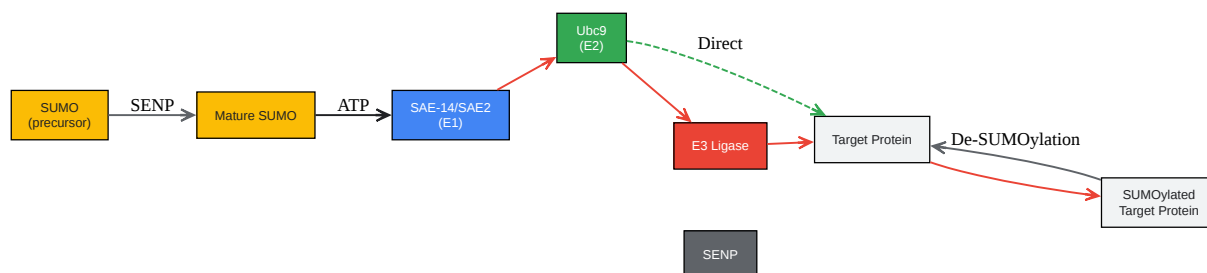 Ubc9
(E2)
Direct
SUMO
(precursor)
SENP
Mature SUMO
ATP
SAE-14/SAE2
(E1)
E3 Ligase
Target Protein
De-SUMOylation
SUMOylated
Target Protein
SENP